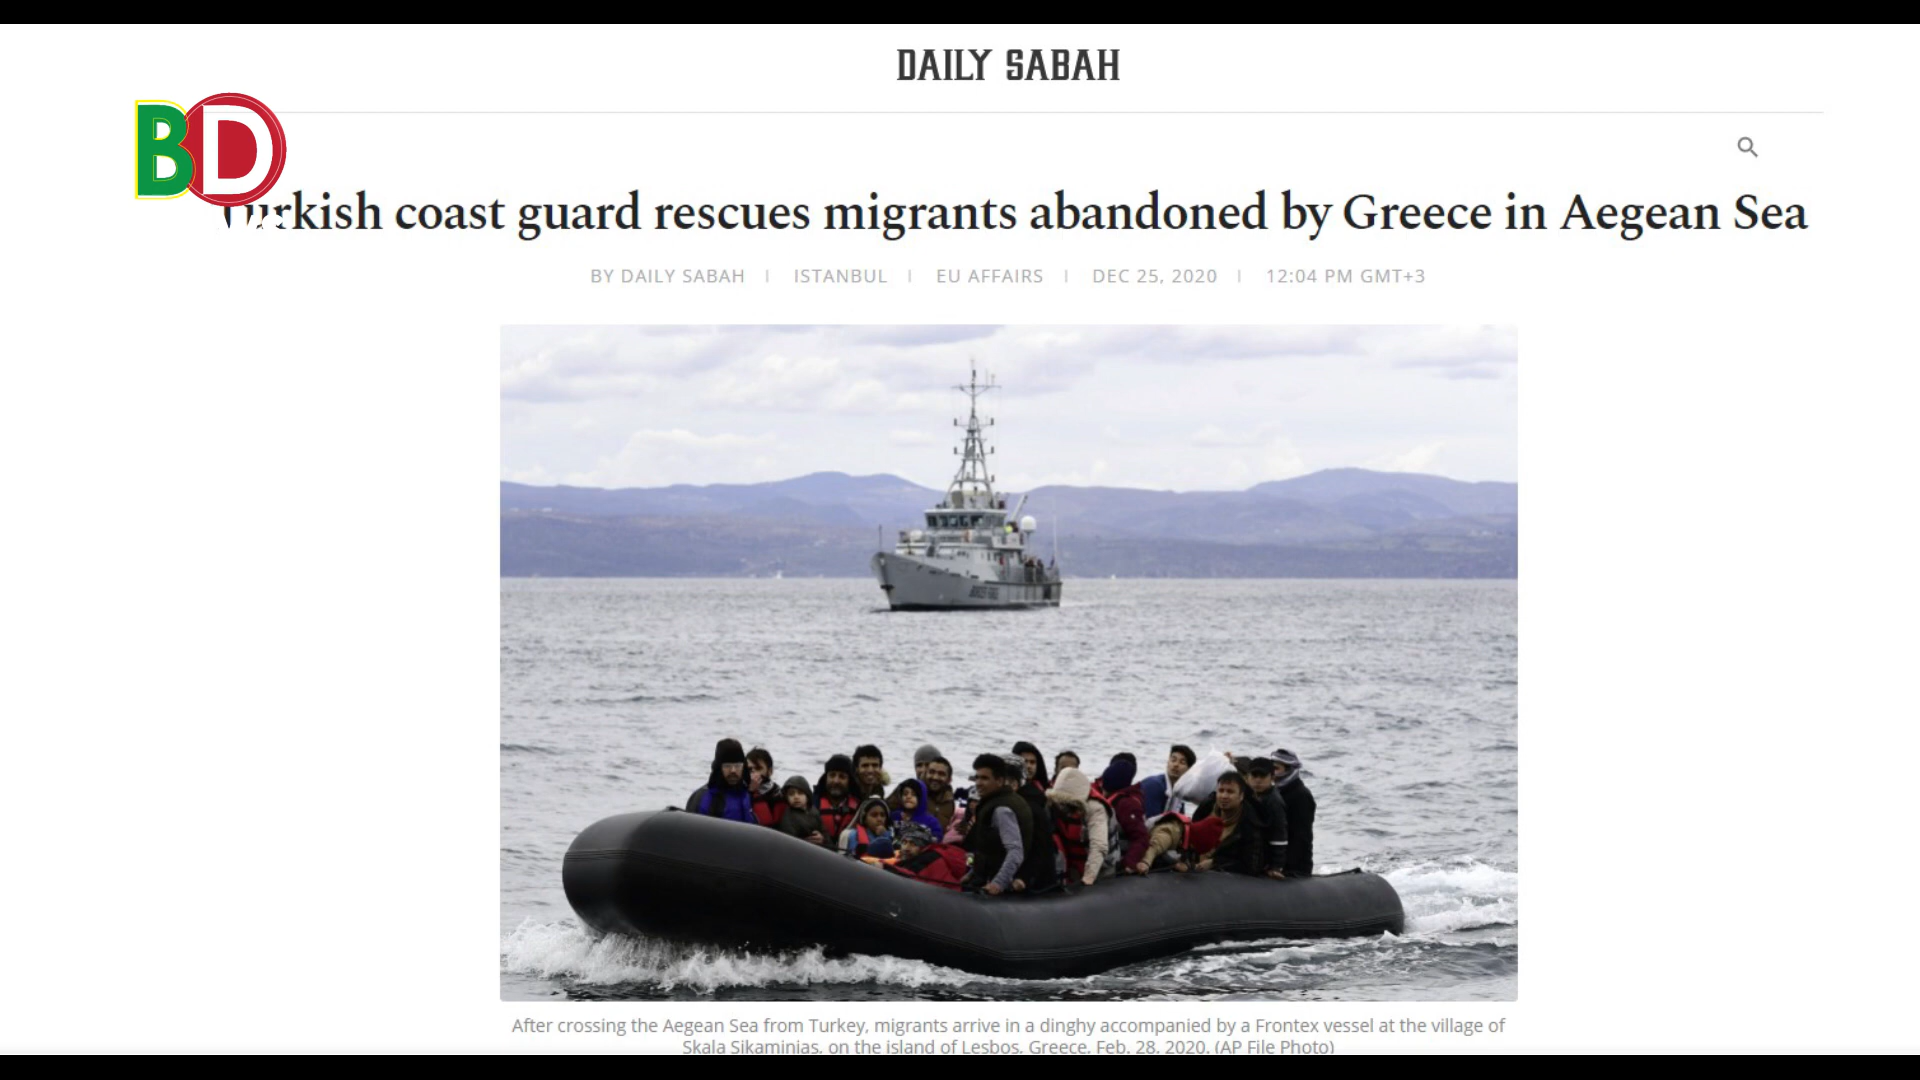 DAILY SABAH
BD
Turkish coast guard rescues migrants abandoned by Greece in Aegean Sea
BY DAILY SABAH | ISTANBUL | EU AFFAIRS | DEC 25, 2020 | 12:04 PM GMT+3
After crossing the Aegean Sea from Turkey, migrants arrive in a dinghy accompanied by a Frontex vessel at the village of
Skala Sikaminias, on the island of Lesbos, Greece, Feb. 28, 2020. (AP File Photo)